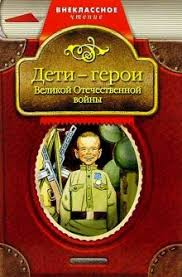 ВНЕКЛАССНОЕ
чтение
Дети – герои
Великой Отечественной
войны